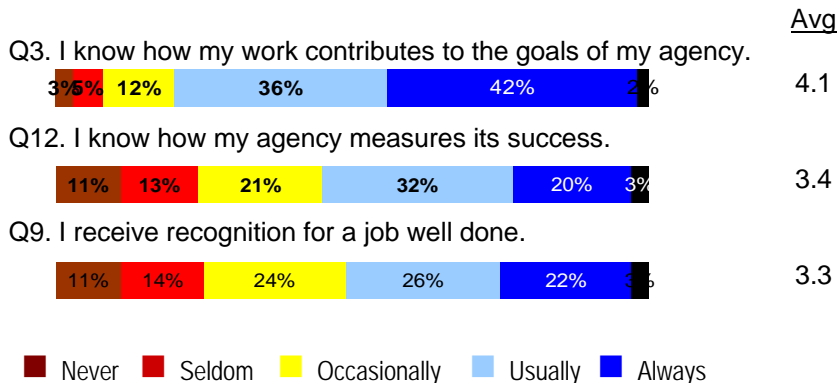 Avg
Q3. I know how my work contributes to the goals of my agency.
3% 5% 12% 36% 42% 2% 4.1
Q12. I know how my agency measures its success.
11% 13% 21% 32% 20% 3% 3.4
Q9. I receive recognition for a job well done.
11% 14% 24% 26% 22% 3% 3.3
Never Seldom Occasionally Usually Always